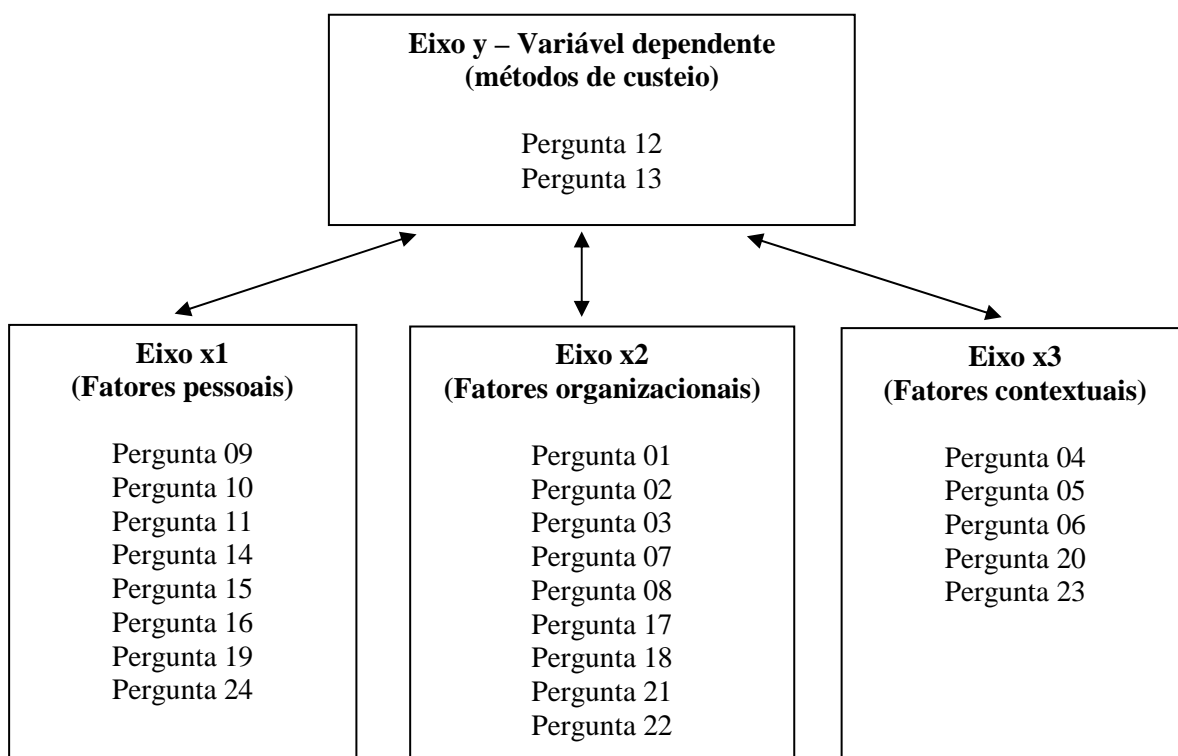 Eixo y – Variável dependente
(métodos de custeio)
Pergunta 12
Pergunta 13
Eixo x1
(Fatores pessoais)
Pergunta 09
Pergunta 10
Pergunta 11
Pergunta 14
Pergunta 15
Pergunta 16
Pergunta 19
Pergunta 24
Eixo x2
(Fatores organizacionais)
Pergunta 01
Pergunta 02
Pergunta 03
Pergunta 07
Pergunta 08
Pergunta 17
Pergunta 18
Pergunta 21
Pergunta 22
Eixo x3
(Fatores contextuais)
Pergunta 04
Pergunta 05
Pergunta 06
Pergunta 20
Pergunta 23